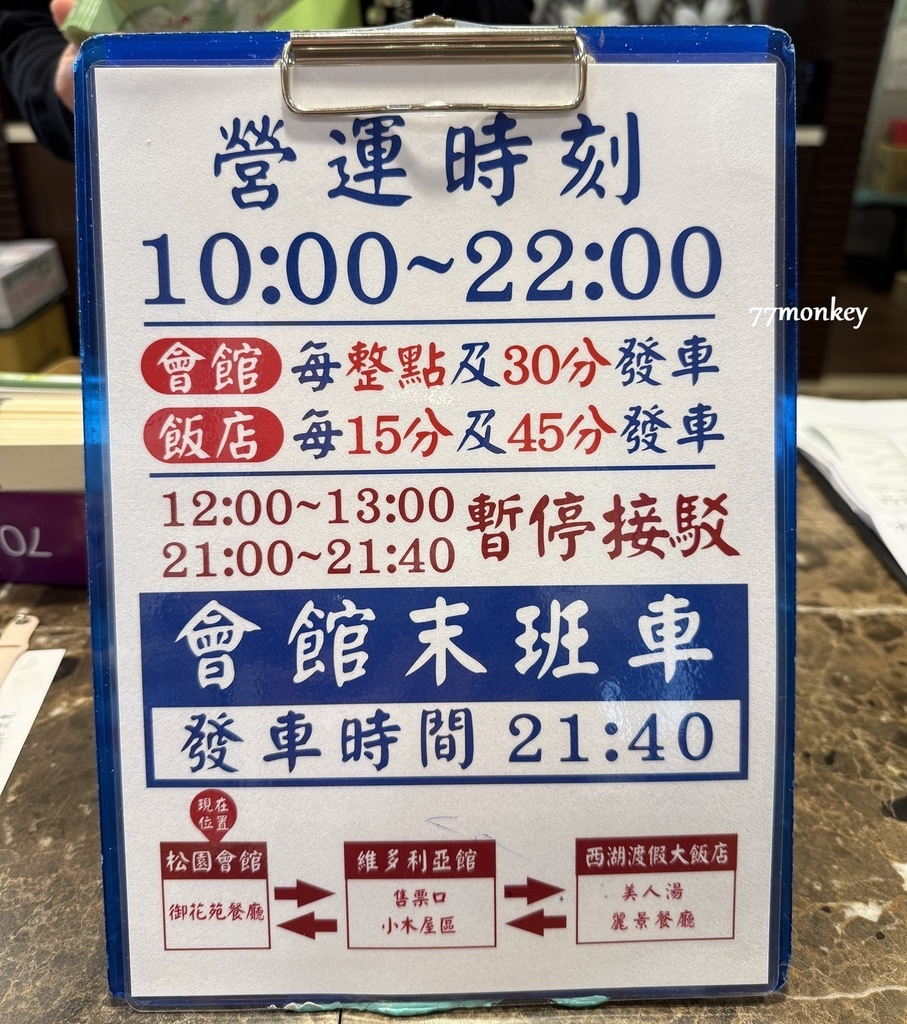 營運時刻
10:00~22:00
77monkey
會館 每整點及30分發車
飯店 每15分及45分發車
12:00~13:00
21:00~21:40
暫停接駁
會館末班車
發車時間 21:40
現在
位置
松園會館
御花苑餐廳
維多利亞館
售票口
小木屋區
西湖渡假大飯店
美人湯
麗景餐廳